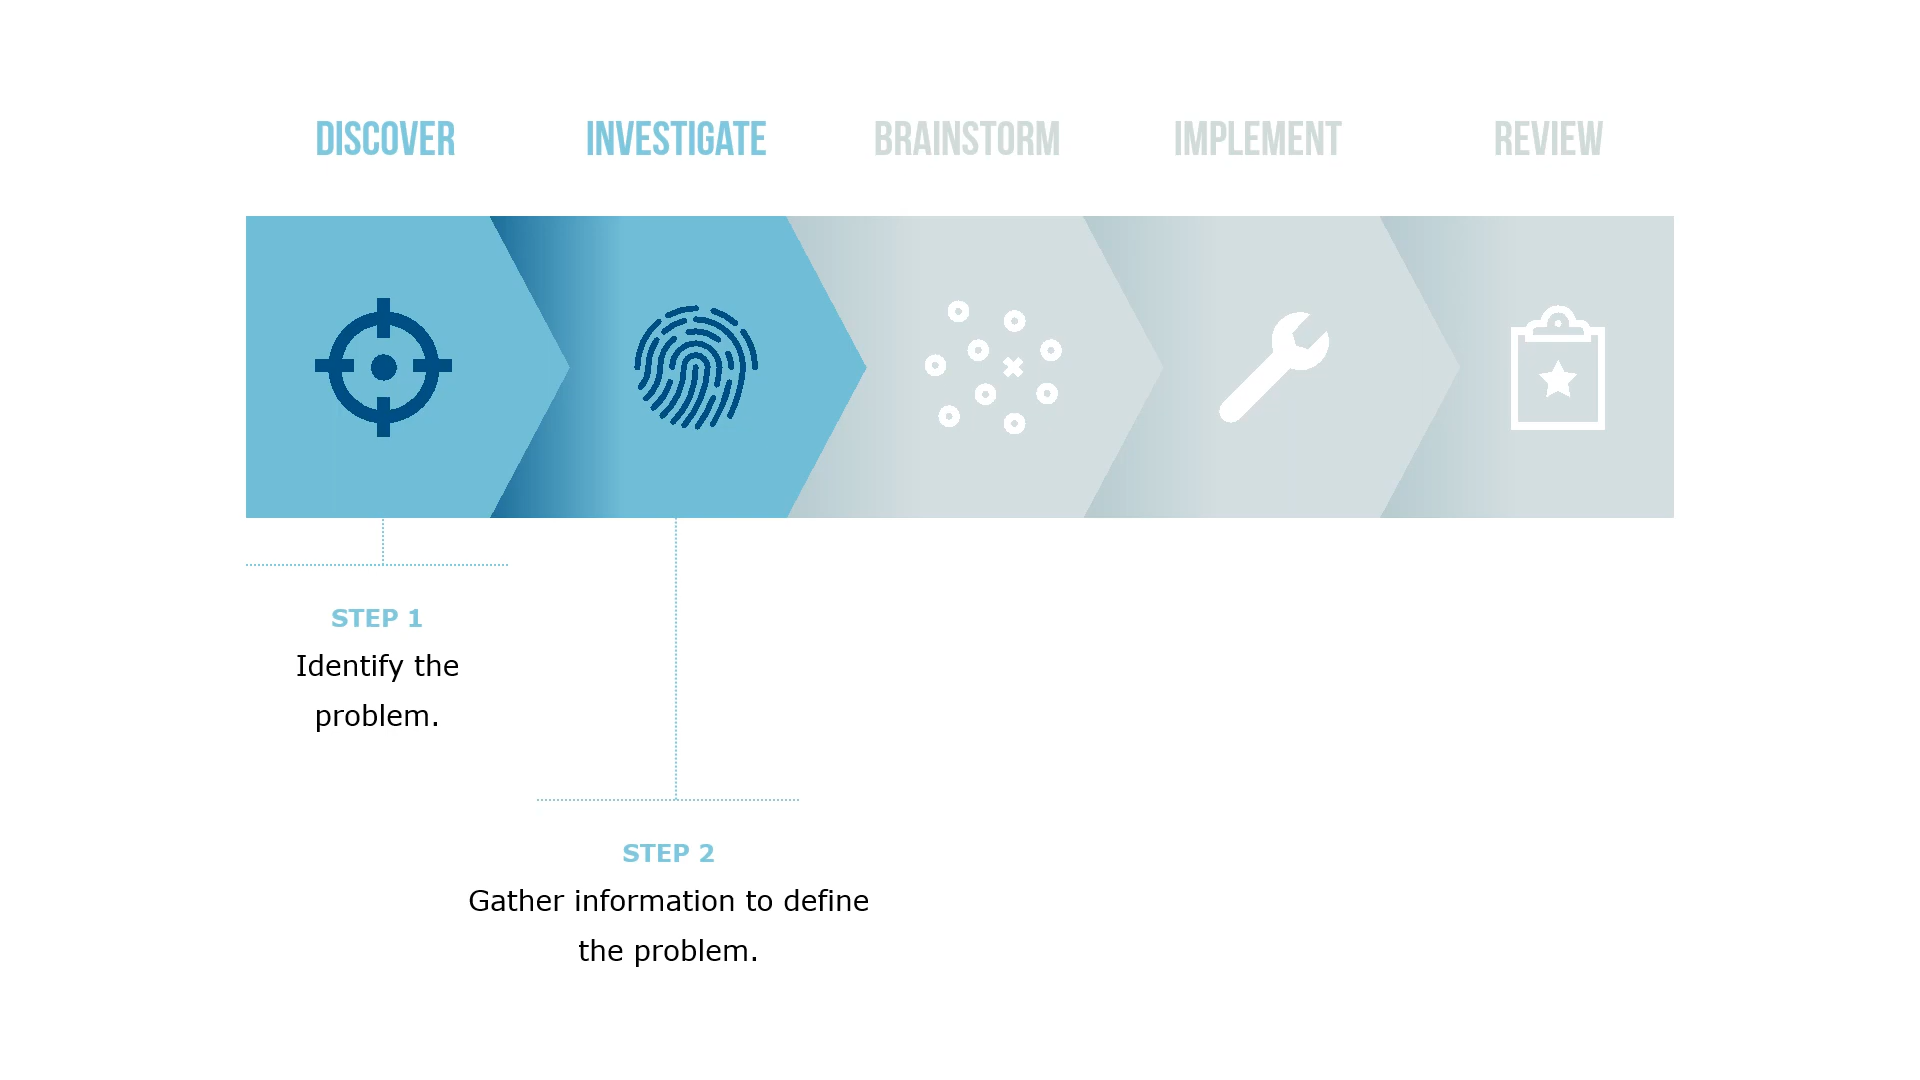 DISCOVER INVESTIGATE BRAINSTORM IMPLEMENT REVIEW
STEP 1
Identify the
problem.
STEP 2
Gather information to define
the problem.